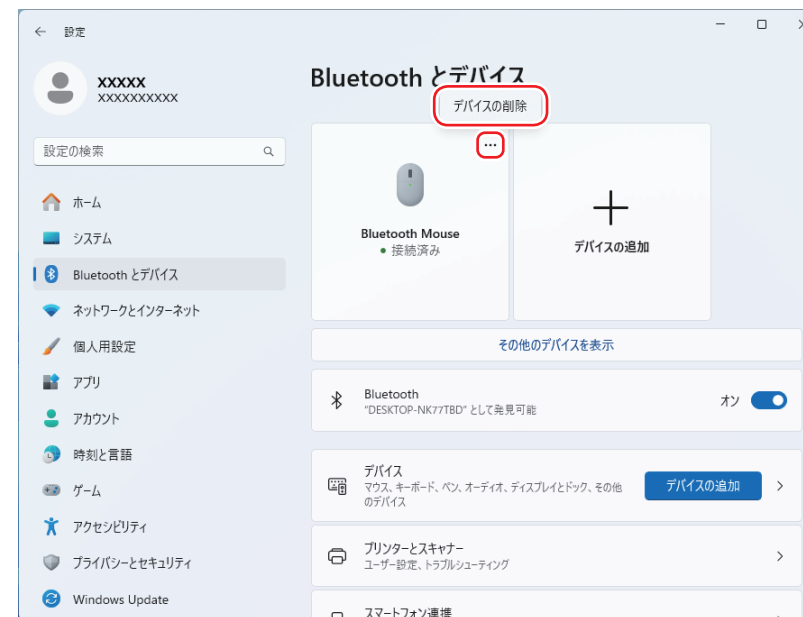 設定
XXXXX
XXXXXXXXXX
設定の検索
ホーム
システム
Bluetooth とデバイス
ネットワークとインターネット
個人用設定
アプリ
アカウント
時刻と言語
ゲーム
アクセシビリティ
プライバシーとセキュリティ
Windows Update
Bluetooth とデバイス
デバイスの削除
Bluetooth Mouse
接続済み
デバイスの追加
その他のデバイスを表示
Bluetooth
"DESKTOP-NK77TBD" として発見可能
オン
デバイス
マウス、キーボード、ペン、オーディオ、ディスプレイとドック、その他
のデバイス
デバイスの追加
プリンターとスキャナー
ユーザー設定、トラブルシューティング
スマートフォン連携